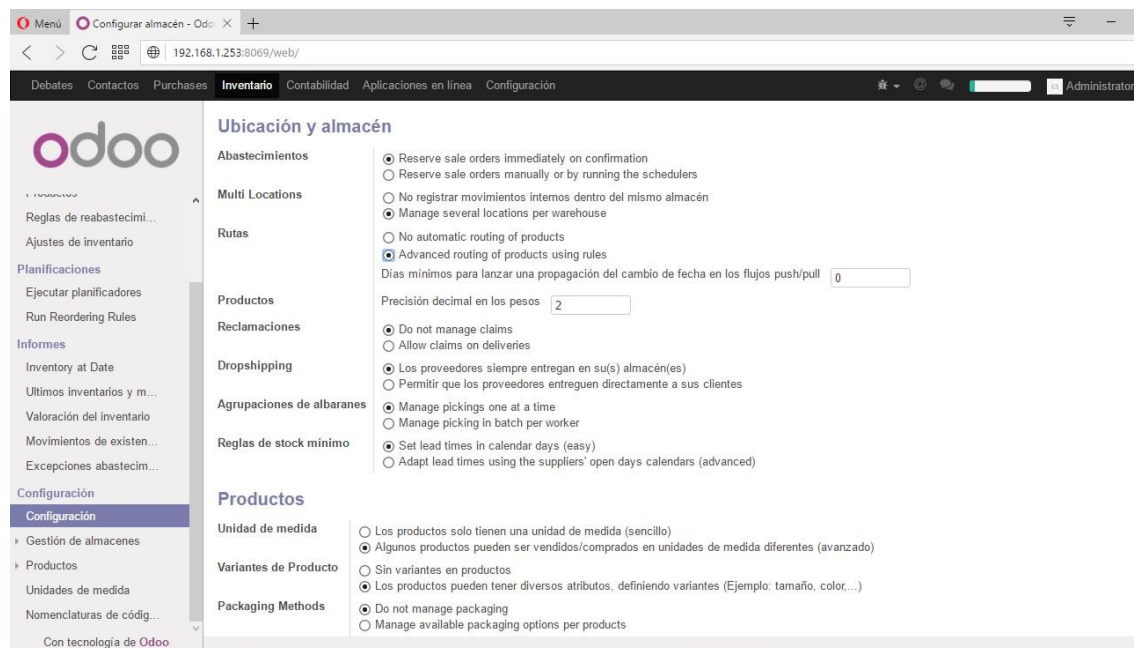 Menú
Configurar almacén - Odo
192.168.1.253:8069/web/
Debates Contactos Purchases Inventario Contabilidad Aplicaciones en línea Configuración Administrator
odoo
Productos
Reglas de reabastecimi...
Ajustes de inventario
Planificaciones
Ejecutar planificadores
Run Reordering Rules
Informes
Inventory at Date
Ultimos inventarios y m...
Valoración del inventario
Movimientos de existen...
Excepciones abastecim...
Configuración
Configuración
Gestión de almacenes
Productos
Unidades de medida
Nomenclaturas de códig...
Con tecnología de Odoo
Ubicación y almacén
Abastecimientos
Reserve sale orders immediately on confirmation
Reserve sale orders manually or by running the schedulers
Multi Locations
No registrar movimientos internos dentro del mismo almacén
Manage several locations per warehouse
Rutas
No automatic routing of products
Advanced routing of products using rules
Días mínimos para lanzar una propagación del cambio de fecha en los flujos push/pull 0
Productos
Precisión decimal en los pesos 2
Reclamaciones
Do not manage claims
Allow claims on deliveries
Dropshipping
Los proveedores siempre entregan en su(s) almacén(es)
Permitir que los proveedores entreguen directamente a sus clientes
Agrupaciones de albaranes
Manage pickings one at a time
Manage picking in batch per worker
Reglas de stock mínimo
Set lead times in calendar days (easy)
Adapt lead times using the suppliers' open days calendars (advanced)
Productos
Unidad de medida
Los productos solo tienen una unidad de medida (sencillo)
Algunos productos pueden ser vendidos/comprados en unidades de medida diferentes (avanzado)
Variantes de Producto
Sin variantes en productos
Los productos pueden tener diversos atributos, definiendo variantes (Ejemplo: tamaño, color,...)
Packaging Methods
Do not manage packaging
Manage available packaging options per products